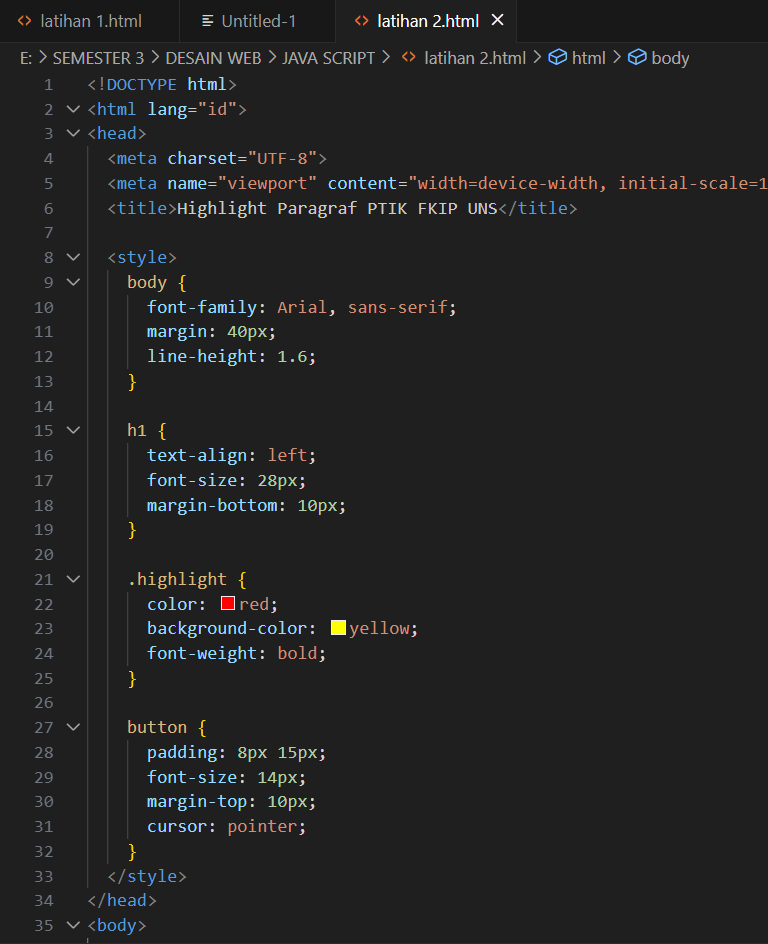 latihan 1.html Untitled-1 latihan 2.html
E: > SEMESTER 3 > DESAIN WEB > JAVA SCRIPT > latihan 2.html > html > body
1 <!DOCTYPE html>
2 <html lang="id">
3 <head>
4 <meta charset="UTF-8">
5 <meta name="viewport" content="width=device-width, initial-scale=1
6 <title>Highlight Paragraf PTIK FKIP UNS</title>
7
8 <style>
9 body {
10 font-family: Arial, sans-serif;
11 margin: 40px;
12 line-height: 1.6;
13 }
14
15 h1 {
16 text-align: left;
17 font-size: 28px;
18 margin-bottom: 10px;
19 }
20
21 .highlight {
22 color: red;
23 background-color: yellow;
24 font-weight: bold;
25 }
26
27 button {
28 padding: 8px 15px;
29 font-size: 14px;
30 margin-top: 10px;
31 cursor: pointer;
32 }
33 </style>
34 </head>
35 <body>